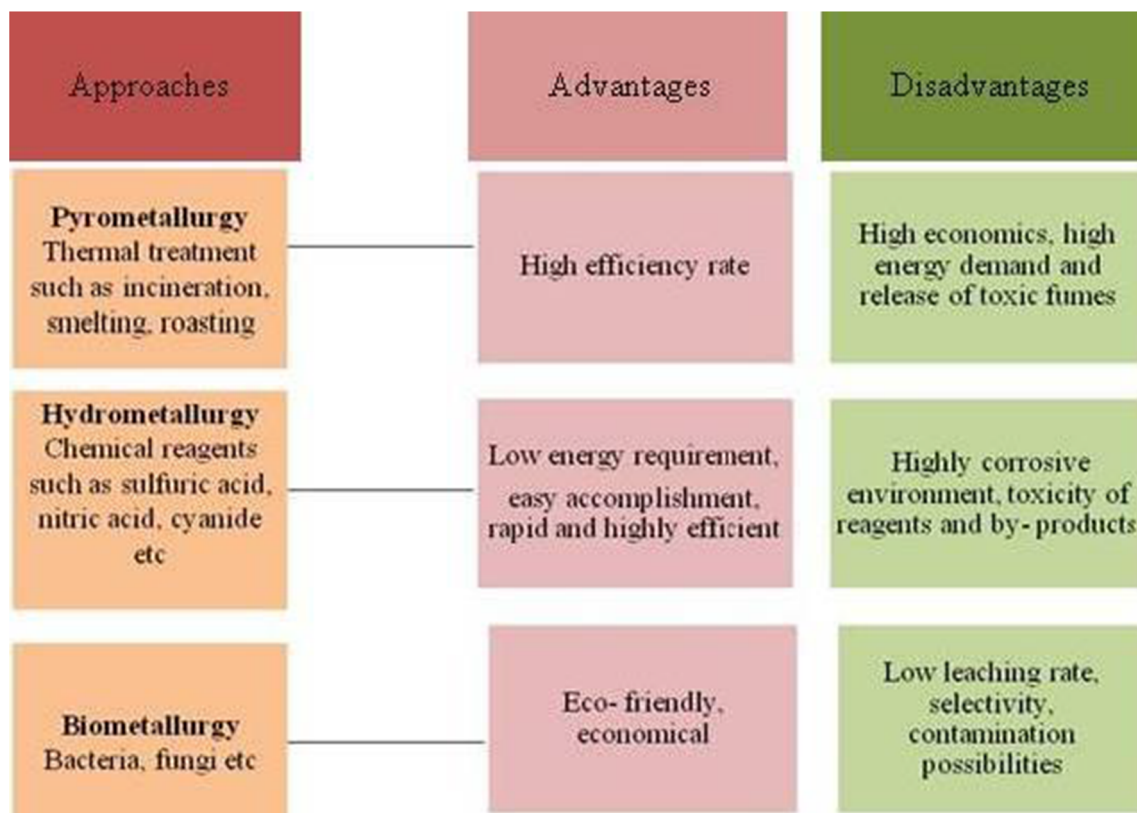 Approaches
Advantages
Disadvantages
Pyrometallurgy
Thermal treatment
such as incineration,
smelting, roasting
High efficiency rate
High economics, high
energy demand and
release of toxic fumes
Hydrometallurgy
Chemical reagents
such as sulfuric acid,
nitric acid, cyanide
etc
Low energy requirement,
easy accomplishment,
rapid and highly efficient
Highly corrosive
environment, toxicity of
reagents and by- products
Biometallurgy
Bacteria, fungi etc
Eco- friendly,
economical
Low leaching rate,
selectivity,
contamination
possibilities